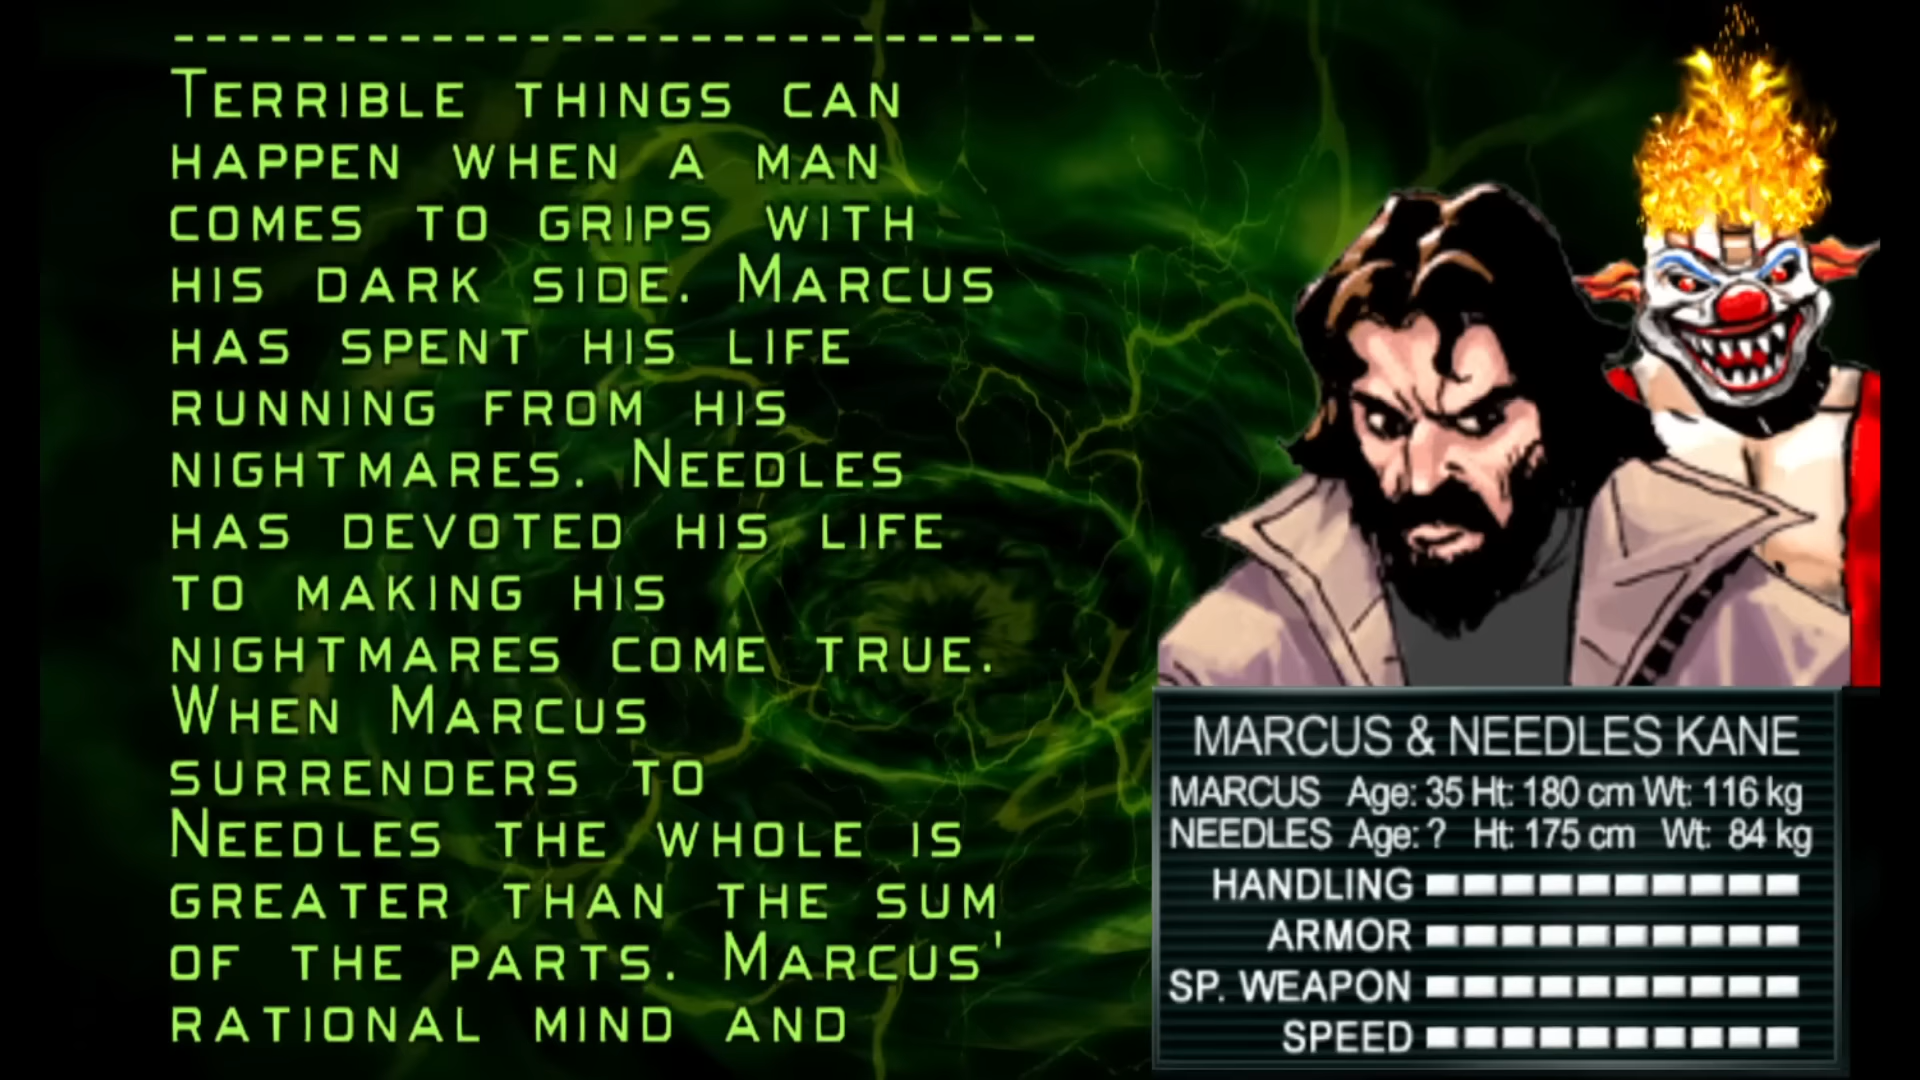 ---------------------------
TERRIBLE THINGS CAN
HAPPEN WHEN A MAN
COMES TO GRIPS WITH
HIS DARK SIDE. MARCUS
HAS SPENT HIS LIFE
RUNNING FROM HIS
NIGHTMARES. NEEDLES
HAS DEVOTED HIS LIFE
TO MAKING HIS
NIGHTMARES COME TRUE.
WHEN MARCUS
SURRENDERS TO
NEEDLES THE WHOLE IS
GREATER THAN THE SUM
OF THE PARTS. MARCUS'
RATIONAL MIND AND
MARCUS & NEEDLES KANE
MARCUS Age: 35 Ht: 180 cm Wt: 116 kg
NEEDLES Age: ? Ht: 175 cm Wt: 84 kg
HANDLING
ARMOR
SP. WEAPON
SPEED